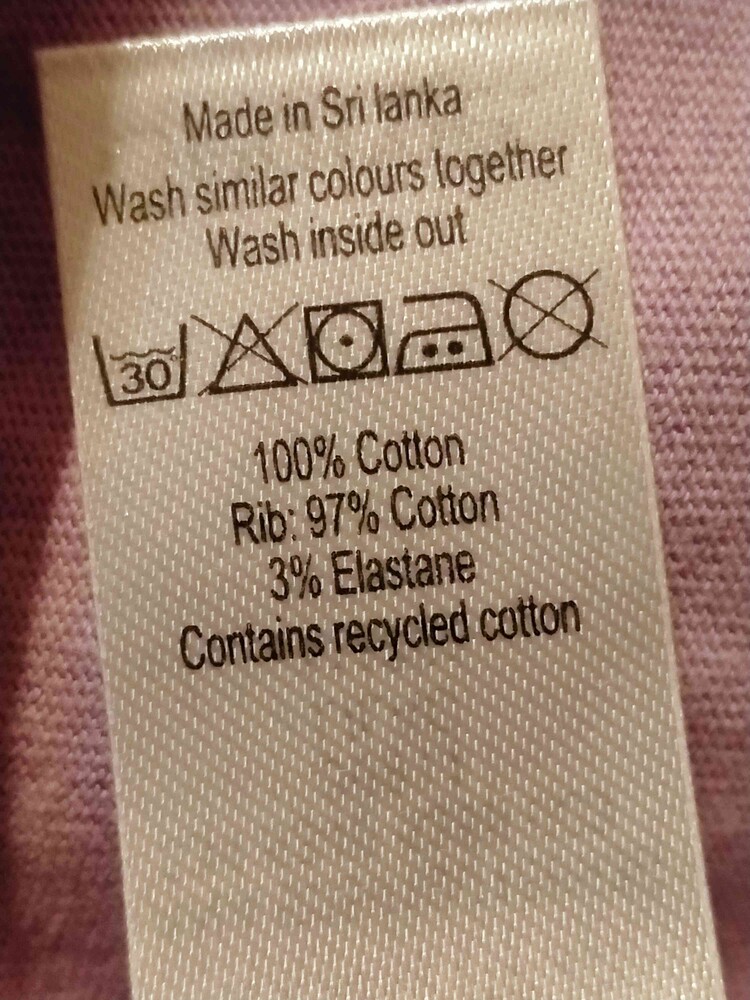 Made in Sri lanka
Wash similar colours together
Wash inside out
30
100% Cotton
Rib: 97% Cotton
3% Elastane
Contains recycled cotton